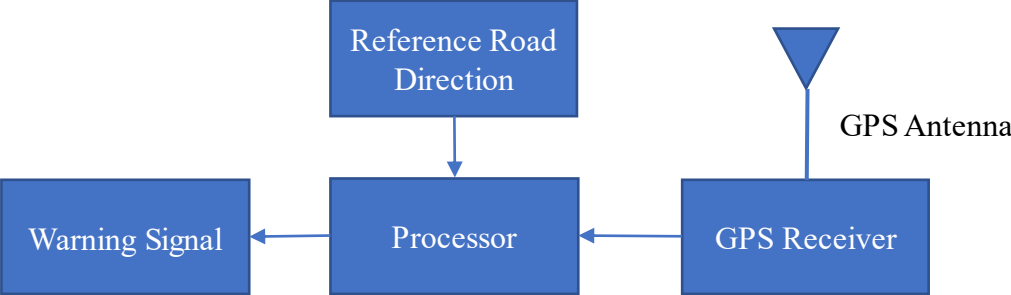 Reference Road
Direction
GPS Antenna
Warning Signal
Processor
GPS Receiver